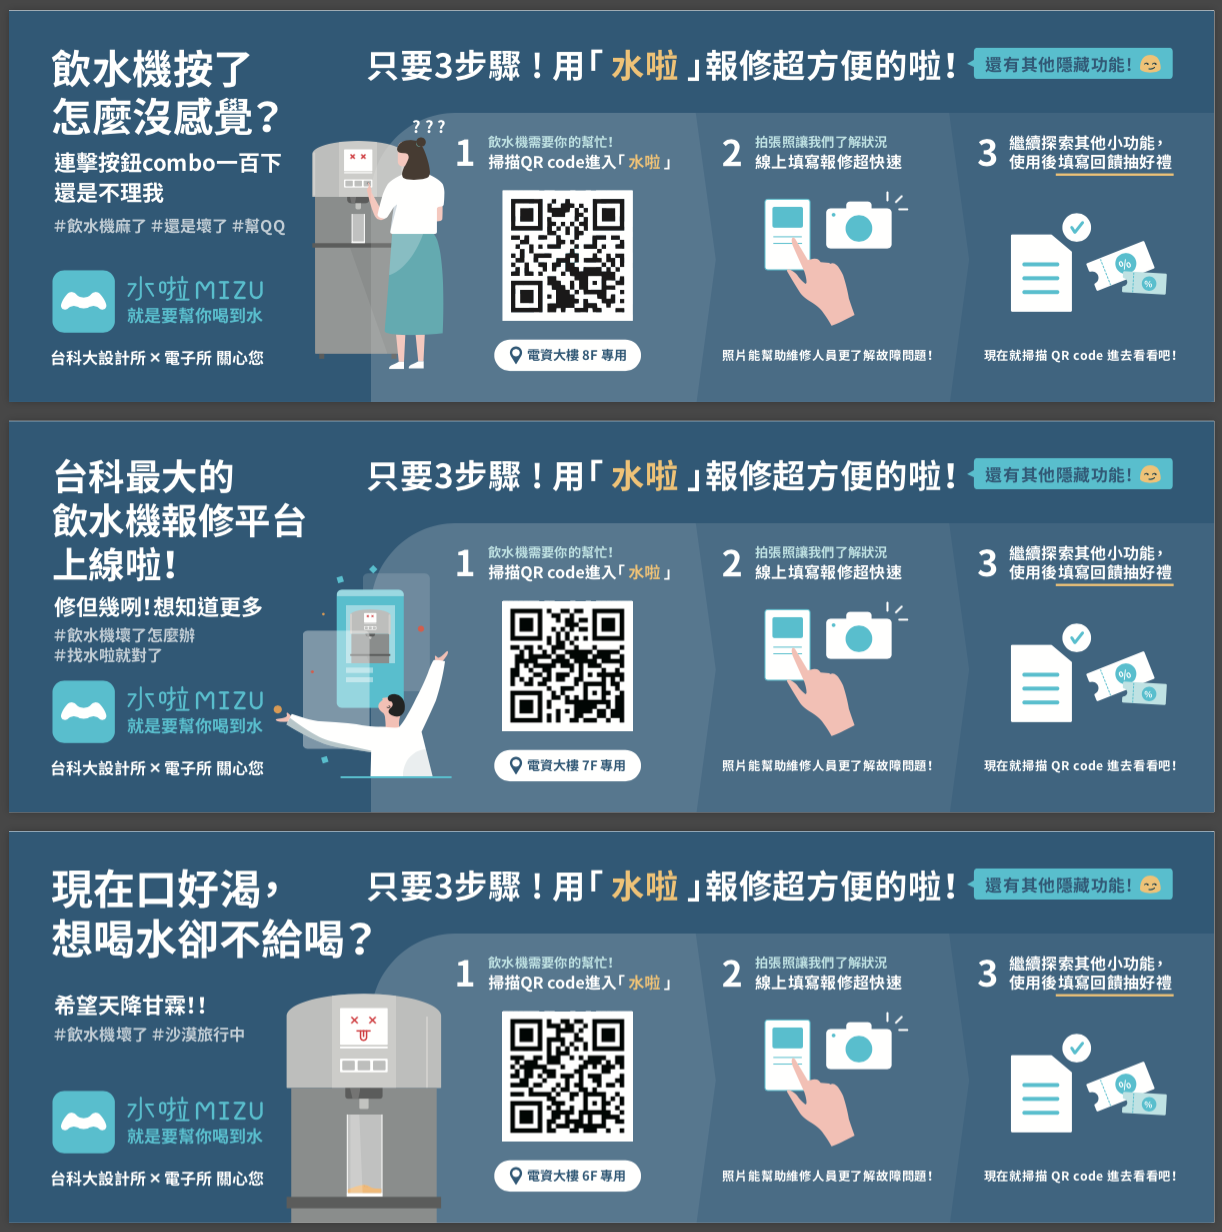 飲水機按了
怎麼沒感覺？
連擊按鈕combo一百下
還是不理我
#飲水機麻了 #還是壞了 #幫QQ
水啦MIZU
就是要幫你喝到水
台科大設計所 × 電子所 關心您
???
只要3步驟！用「水啦」報修超方便的啦！
還有其他隱藏功能！
1
飲水機需要你的幫忙！
掃描QR code進入「水啦」
電資大樓 8F 專用
2
拍張照讓我們了解狀況
線上填寫報修超快速
照片能幫助維修人員更了解故障問題！
3
繼續探索其他小功能，
使用後填寫回饋抽好禮
%
%
現在就掃描 QR code 進去看看吧！
台科最大的
飲水機報修平台
上線啦！
修但幾咧！想知道更多
#飲水機壞了怎麼辦
#找水啦就對了
水啦MIZU
就是要幫你喝到水
台科大設計所 × 電子所 關心您
只要3步驟！用「水啦」報修超方便的啦！
還有其他隱藏功能！
1
飲水機需要你的幫忙！
掃描QR code進入「水啦」
電資大樓 7F 專用
2
拍張照讓我們了解狀況
線上填寫報修超快速
照片能幫助維修人員更了解故障問題！
3
繼續探索其他小功能，
使用後填寫回饋抽好禮
%
%
現在就掃描 QR code 進去看看吧！
現在口好渴，
想喝水卻不給喝？
希望天降甘霖！！
#飲水機壞了 #沙漠旅行中
水啦MIZU
就是要幫你喝到水
台科大設計所 × 電子所 關心您
只要3步驟！用「水啦」報修超方便的啦！
還有其他隱藏功能！
1
飲水機需要你的幫忙！
掃描QR code進入「水啦」
電資大樓 6F 專用
2
拍張照讓我們了解狀況
線上填寫報修超快速
照片能幫助維修人員更了解故障問題！
3
繼續探索其他小功能，
使用後填寫回饋抽好禮
%
%
現在就掃描 QR code 進去看看吧！